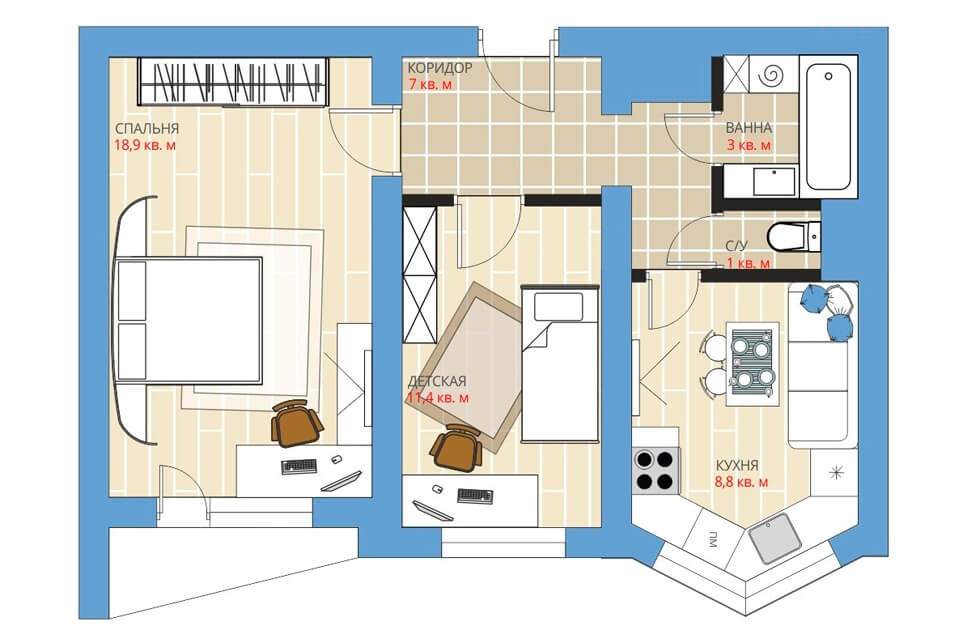 КОРИДОР
7 кв. м
СПАЛЬНЯ
18,9 кв. м
ВАННА
3 кв. м
С/У
1 кв. м
ДЕТСКАЯ
11,4 кв. м
КУХНЯ
8,8 кв. м
ПМ